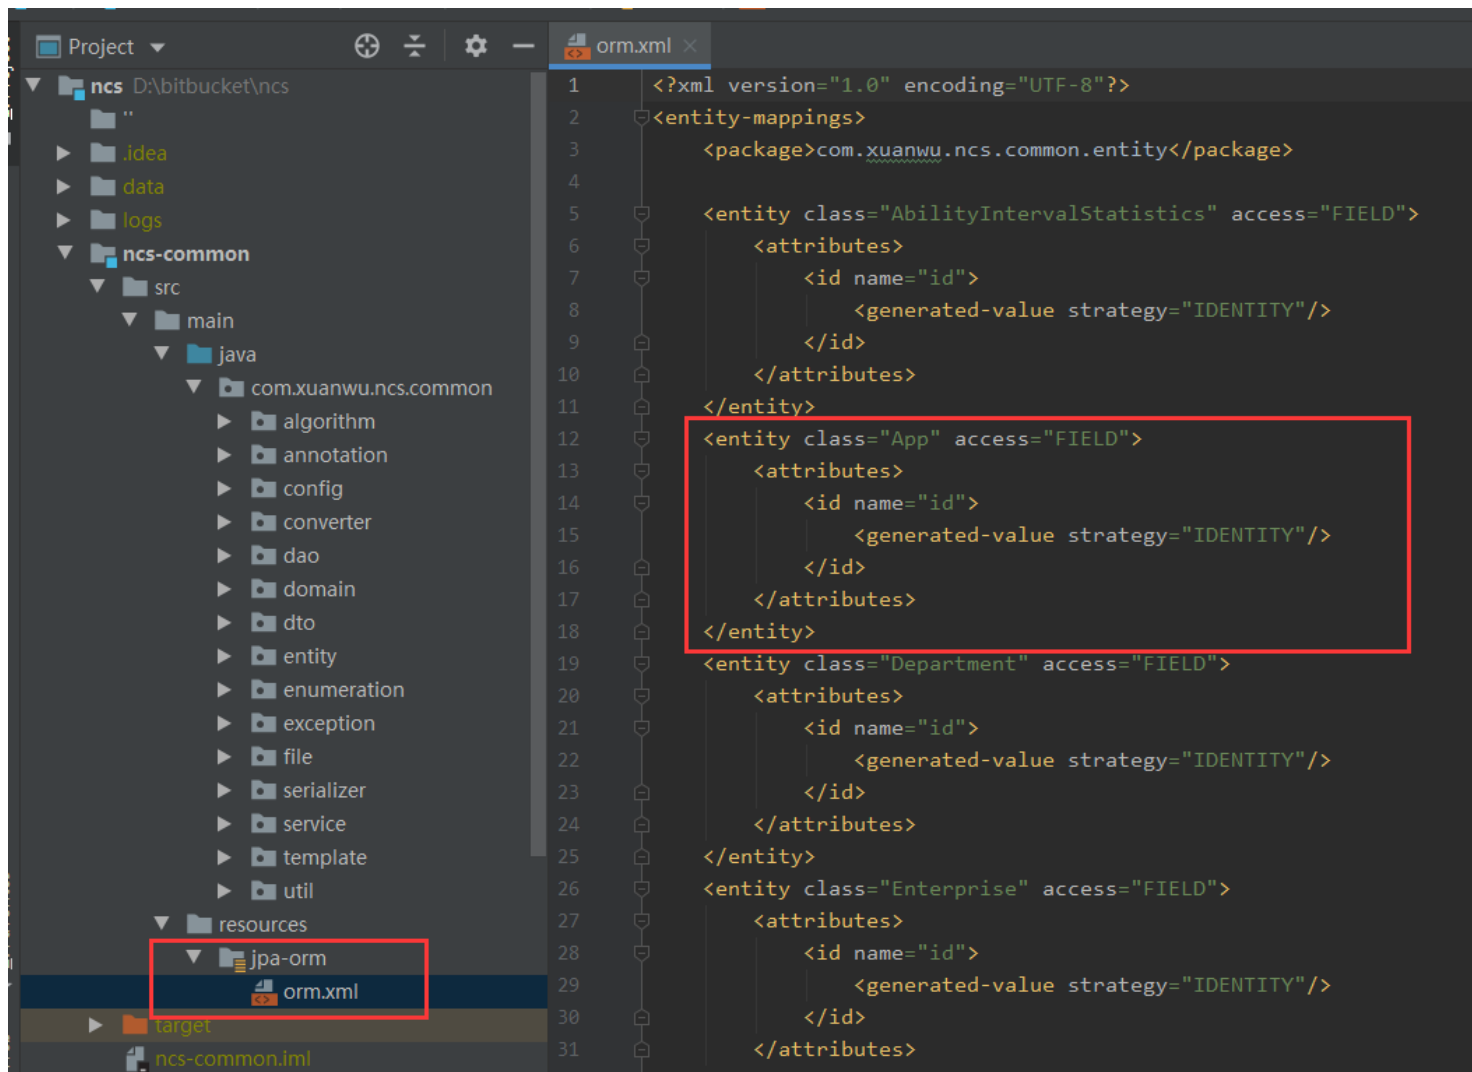 Project
ncs D:\bitbucket\ncs
''
.idea
data
logs
ncs-common
src
main
java
com.xuanwu.ncs.common
algorithm
annotation
config
converter
dao
domain
dto
entity
enumeration
exception
file
serializer
service
template
util
resources
jpa-orm
orm.xml
target
ncs-common.iml
orm.xml
1 <?xml version="1.0" encoding="UTF-8"?>
2 <entity-mappings>
3 <package>com.xuanwu.ncs.common.entity</package>
4
5 <entity class="AbilityIntervalStatistics" access="FIELD">
6 <attributes>
7 <id name="id">
8 <generated-value strategy="IDENTITY"/>
9 </id>
10 </attributes>
11 </entity>
12 <entity class="App" access="FIELD">
13 <attributes>
14 <id name="id">
15 <generated-value strategy="IDENTITY"/>
16 </id>
17 </attributes>
18 </entity>
19 <entity class="Department" access="FIELD">
20 <attributes>
21 <id name="id">
22 <generated-value strategy="IDENTITY"/>
23 </id>
24 </attributes>
25 </entity>
26 <entity class="Enterprise" access="FIELD">
27 <attributes>
28 <id name="id">
29 <generated-value strategy="IDENTITY"/>
30 </id>
31 </attributes>